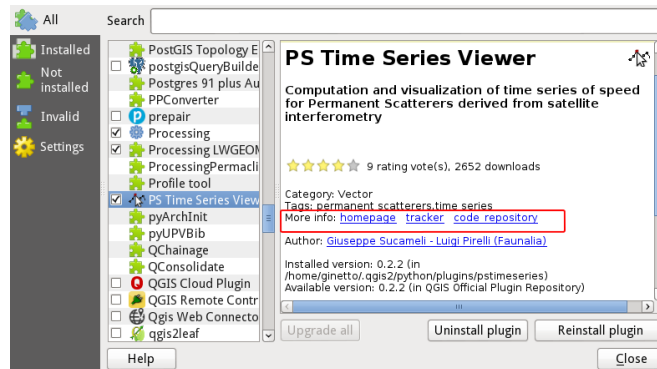 All
Search
Installed
Not
installed
Invalid
Settings
PostGIS Topology E
postgisQueryBuilde
Postgres 91 plus Au
PPConverter
prepair
Processing
Processing LWGEOM
ProcessingPermacli
Profile tool
PS Time Series View
pyArchInit
pyUPVBib
QChainage
QConsolidate
QGIS Cloud Plugin
QGIS Remote Contr
Qgis Web Connecto
qgis2leaf
PS Time Series Viewer
Computation and visualization of time series of speed
for Permanent Scatterers derived from satellite
interferometry
9 rating vote(s), 2652 downloads
Category: Vector
Tags: permanent scatterers,time series
More info: homepage tracker code repository
Author: Giuseppe Sucameli - Luigi Pirelli (Faunalia)
Installed version: 0.2.2 (in
/home/ginetto/.qgis2/python/plugins/pstimeseries)
Available version: 0.2.2 (in QGIS Official Plugin Repository)
Upgrade all
Uninstall plugin
Reinstall plugin
Help
Close